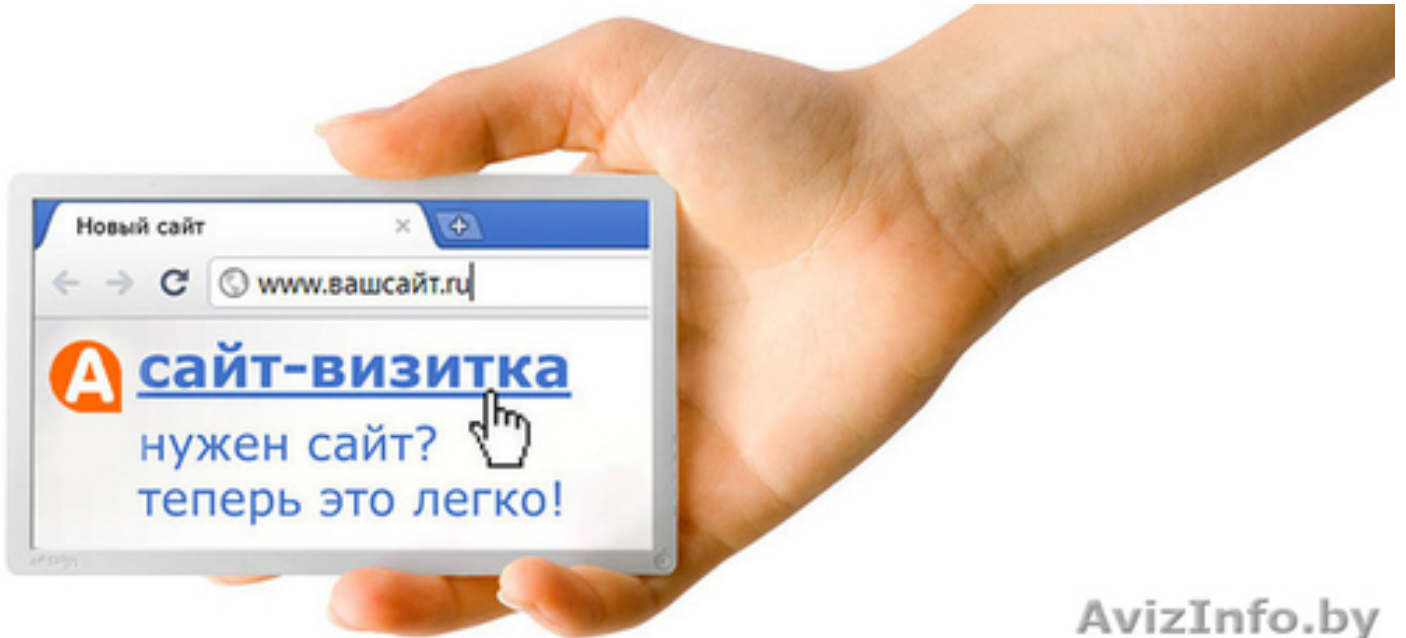 Новый сайт
www.вашсайт.ru
A
сайт-визитка
нужен сайт?
теперь это легко!
AvizInfo.by